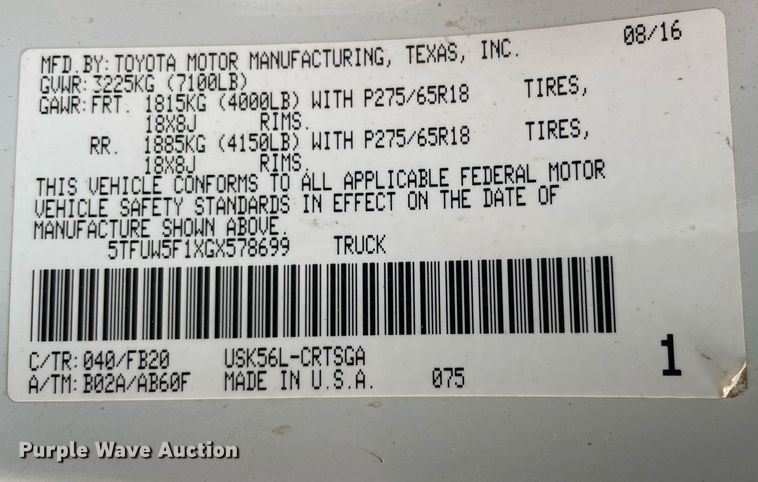 MFD.BY: TOYOTA MOTOR MANUFACTURING, TEXAS, INC. 08/16
GVWR: 3225KG (7100LB)
GAWR: FRT. 1815KG (4000LB) WITH P275/65R18 TIRES,
18X8J RIMS.
RR. 1885KG (4150LB) WITH P275/65R18 TIRES,
18X8J RIMS.
THIS VEHICLE CONFORMS TO ALL APPLICABLE FEDERAL MOTOR
VEHICLE SAFETY STANDARDS IN EFFECT ON THE DATE OF
MANUFACTURE SHOWN ABOVE.
5TFUW5F1XGX578699 TRUCK
C/TR: 040/FB20 USK56L-CRTSGA
A/TM: B02A/AB60F MADE IN U.S.A. 075 1
Purple Wave Auction